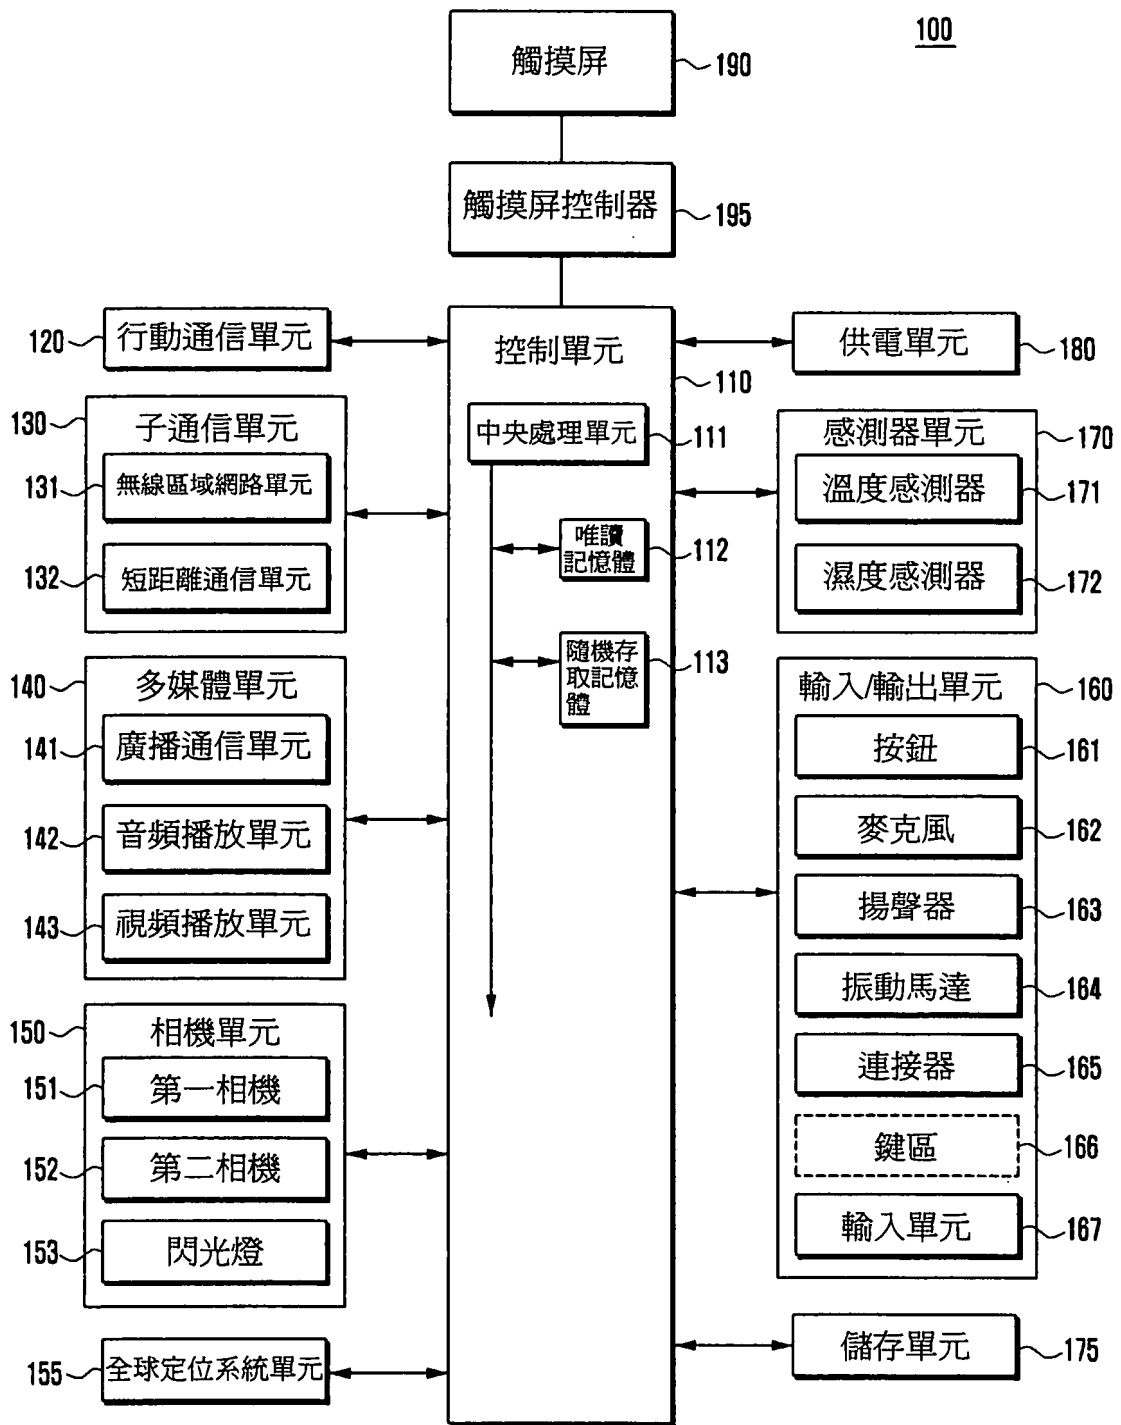 100
觸摸屏
190
觸摸屏控制器
195
120
行動通信單元
控制單元
110
供電單元
180
130
子通信單元
131
無線區域網路單元
132
短距離通信單元
中央處理單元
111
唯讀
記憶體
112
隨機存
取記憶
體
113
感測器單元
170
溫度感測器
171
濕度感測器
172
140
多媒體單元
141
廣播通信單元
142
音頻播放單元
143
視頻播放單元
輸入/輸出單元
160
按鈕
161
麥克風
162
揚聲器
163
振動馬達
164
連接器
165
鍵區
166
輸入單元
167
150
相機單元
151
第一相機
152
第二相機
153
閃光燈
155
全球定位系統單元
儲存單元
175